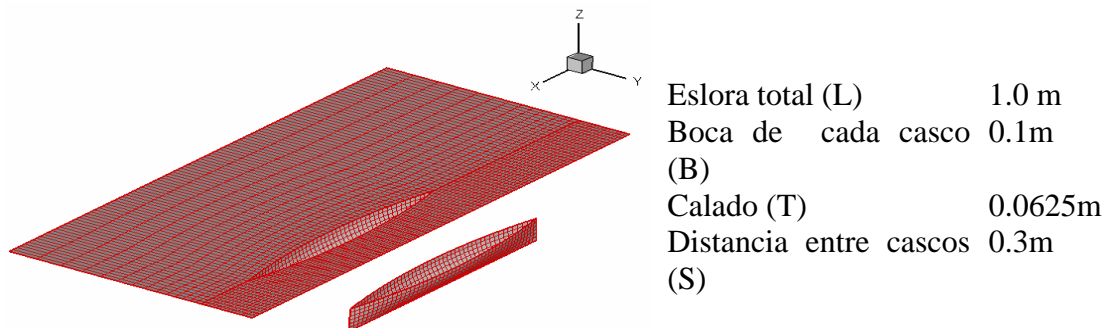 Z
X
Y
Eslora total (L) 1.0 m
Boca de cada casco 0.1m
(B)
Calado (T) 0.0625m
Distancia entre cascos 0.3m
(S)